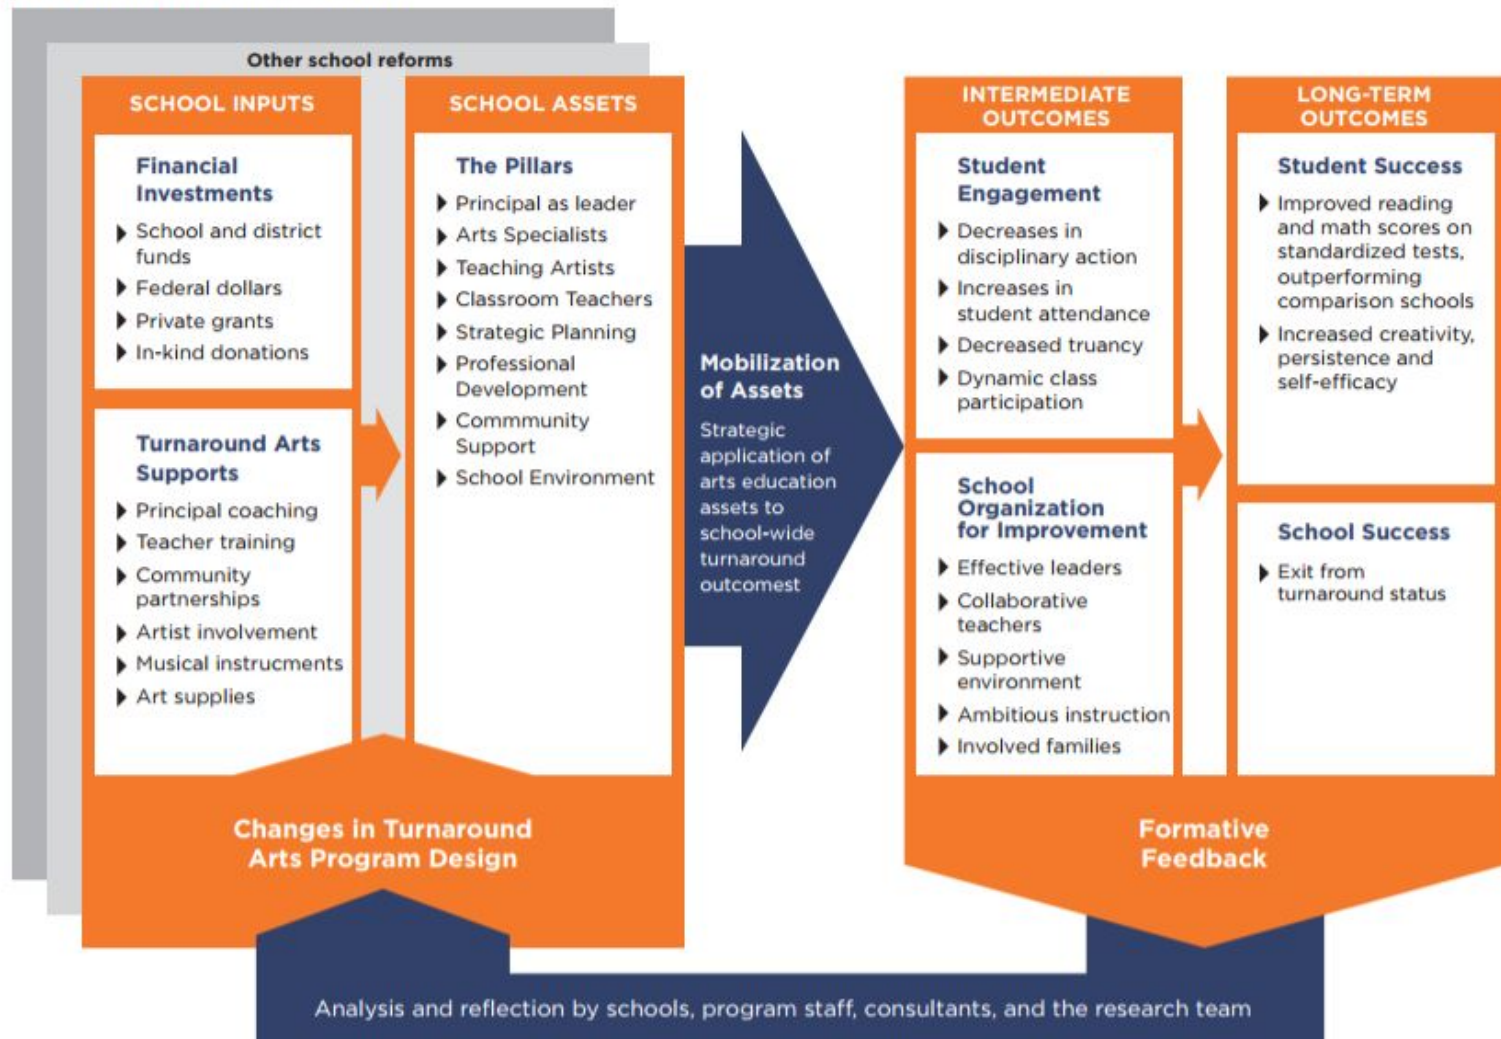 Other school reforms
SCHOOL INPUTS
Financial
Investments
School and district
funds
Federal dollars
Private grants
In-kind donations
Turnaround Arts
Supports
Principal coaching
Teacher training
Community
partnerships
Artist involvement
Musical instrucments
Art supplies
SCHOOL ASSETS
The Pillars
Principal as leader
Arts Specialists
Teaching Artists
Classroom Teachers
Strategic Planning
Professional
Development
Commmunity
Support
School Environment
Changes in Turnaround
Arts Program Design
Mobilization
of Assets
Strategic
application of
arts education
assets to
school-wide
turnaround
outcomest
INTERMEDIATE
OUTCOMES
Student
Engagement
Decreases in
disciplinary action
Increases in
student attendance
Decreased truancy
Dynamic class
participation
School
Organization
for Improvement
Effective leaders
Collaborative
teachers
Supportive
environment
Ambitious instruction
Involved families
LONG-TERM
OUTCOMES
Student Success
Improved reading
and math scores on
standardized tests,
outperforming
comparison schools
Increased creativity,
persistence and
self-efficacy
School Success
Exit from
turnaround status
Formative
Feedback
Analysis and reflection by schools, program staff, consultants, and the research team